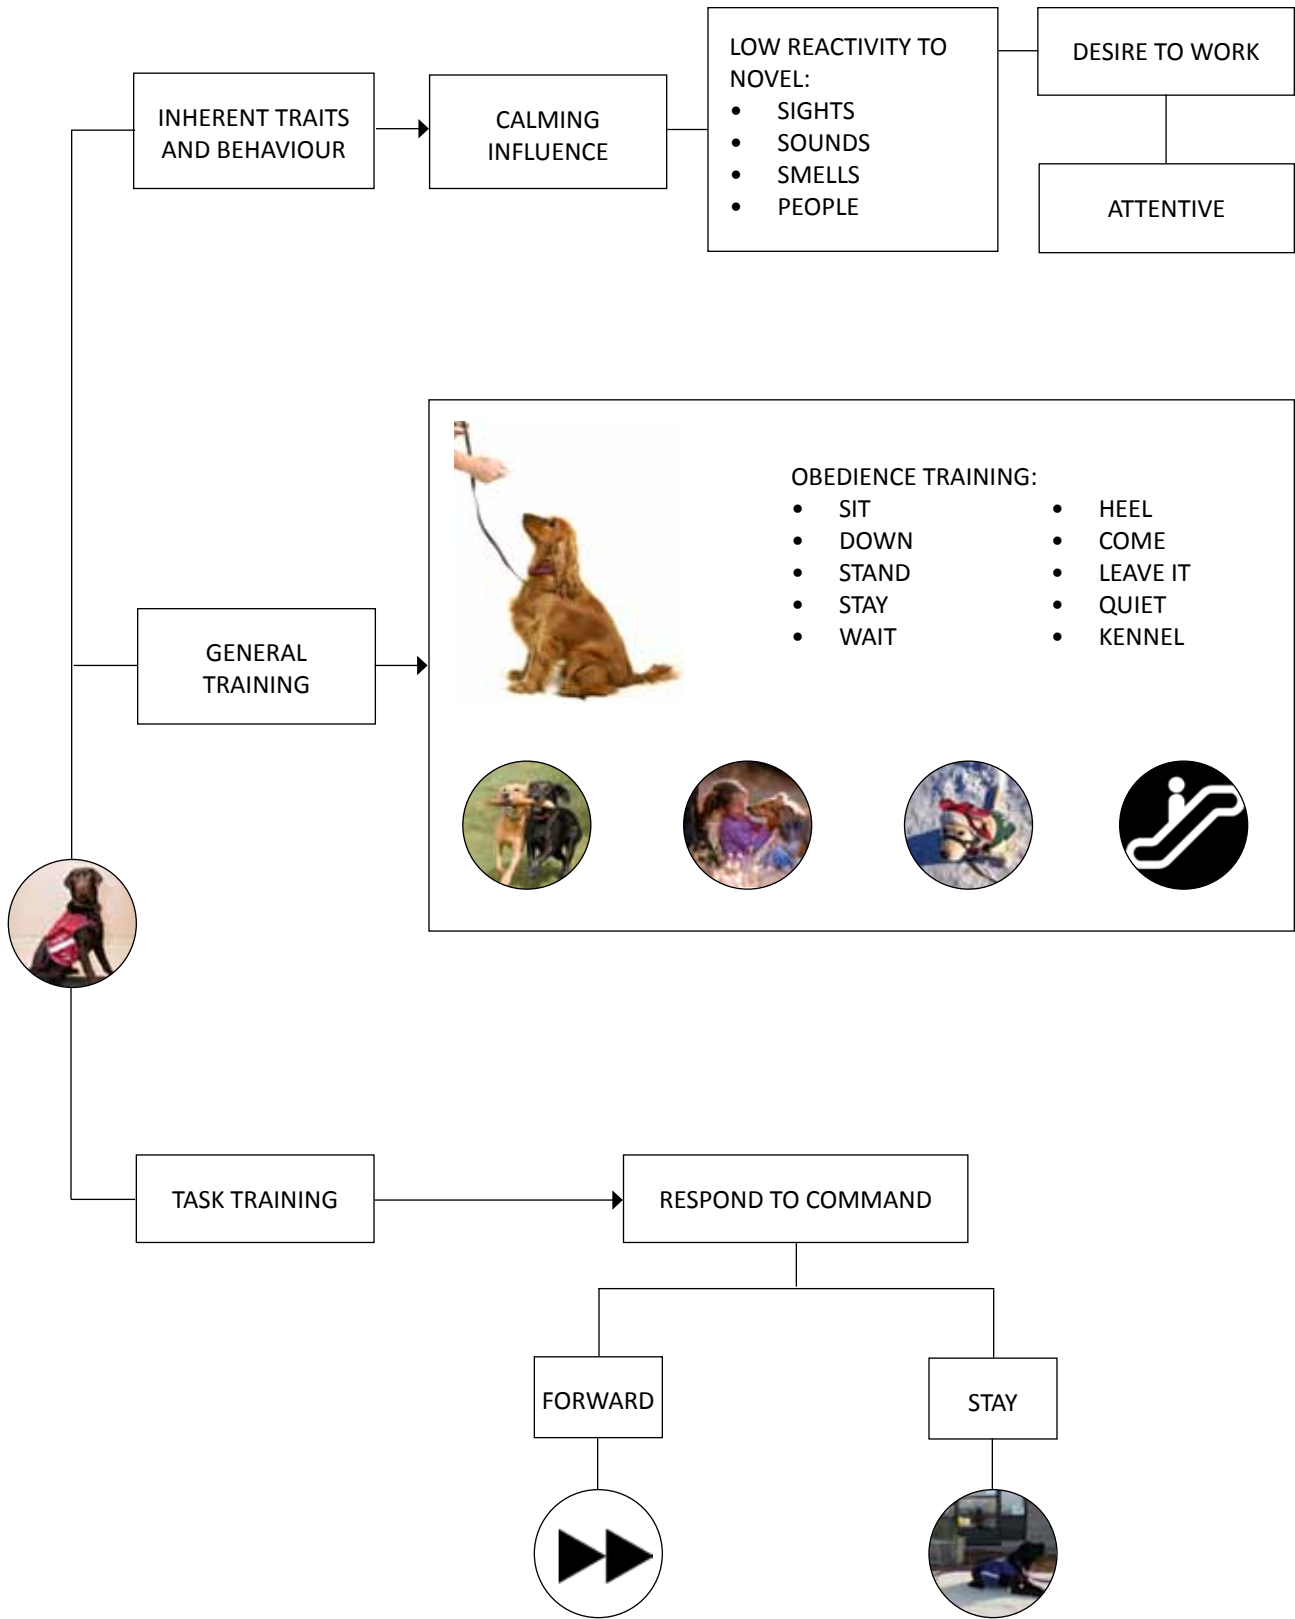 LOW REACTIVITY TO
NOVEL:
• SIGHTS
• SOUNDS
• SMELLS
• PEOPLE
DESIRE TO WORK
INHERENT TRAITS
AND BEHAVIOUR
CALMING
INFLUENCE
ATTENTIVE
OBEDIENCE TRAINING:
• SIT
• DOWN
• STAND
• STAY
• WAIT
• HEEL
• COME
• LEAVE IT
• QUIET
• KENNEL
GENERAL
TRAINING
TASK TRAINING
RESPOND TO COMMAND
FORWARD
STAY